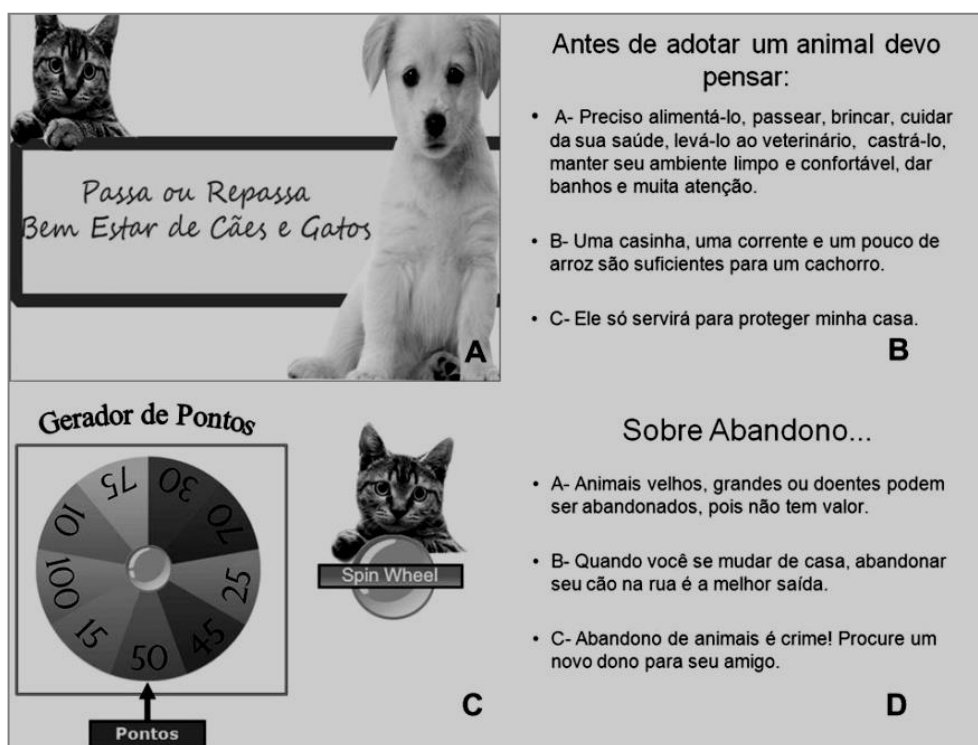 Passa ou Repassa
Bem Estar de Cães e Gatos
A
Antes de adotar um animal devo
pensar:
• A- Preciso alimentá-lo, passear, brincar, cuidar
da sua saúde, levá-lo ao veterinário, castrá-lo,
manter seu ambiente limpo e confortável, dar
banhos e muita atenção.
• B- Uma casinha, uma corrente e um pouco de
arroz são suficientes para um cachorro.
• C- Ele só servirá para proteger minha casa.
B
Gerador de Pontos
75
30
70
25
45
50
15
100
10
Pontos
Spin Wheel
C
Sobre Abandono...
• A- Animais velhos, grandes ou doentes podem
ser abandonados, pois não tem valor.
• B- Quando você se mudar de casa, abandonar
seu cão na rua é a melhor saída.
• C- Abandono de animais é crime! Procure um
novo dono para seu amigo.
D